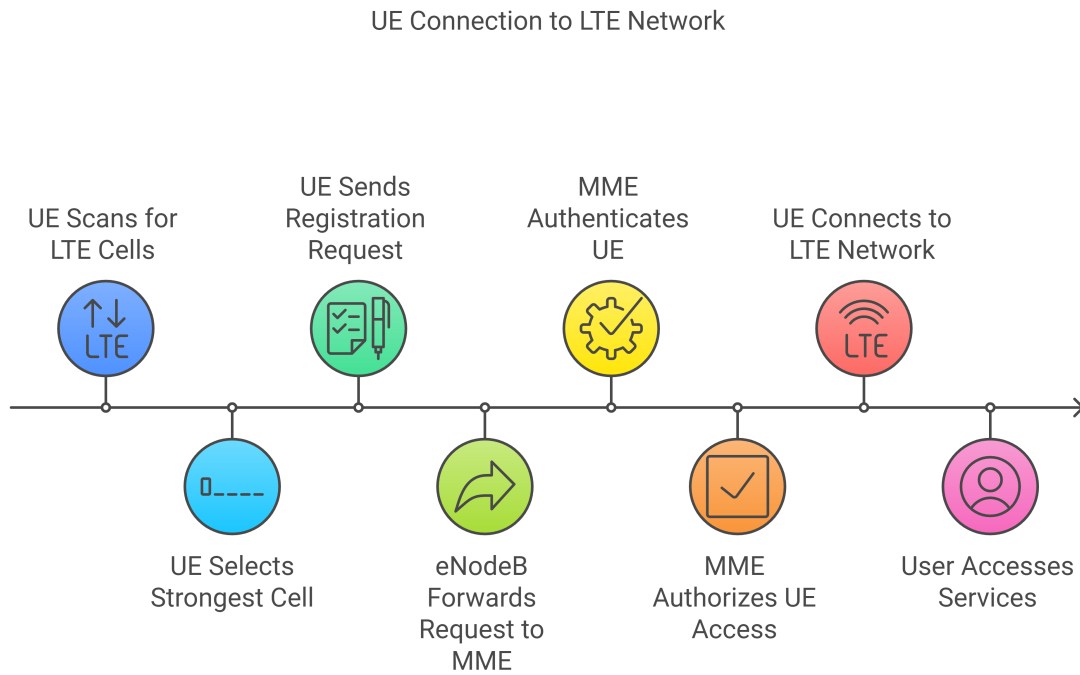 UE Connection to LTE Network
UE Scans for
LTE Cells
LTE
UE Selects
Strongest Cell
UE Sends
Registration
Request
eNodeB
Forwards
Request to
MME
MME
Authenticates
UE
MME
Authorizes UE
Access
UE Connects to
LTE Network
LTE
User Accesses
Services